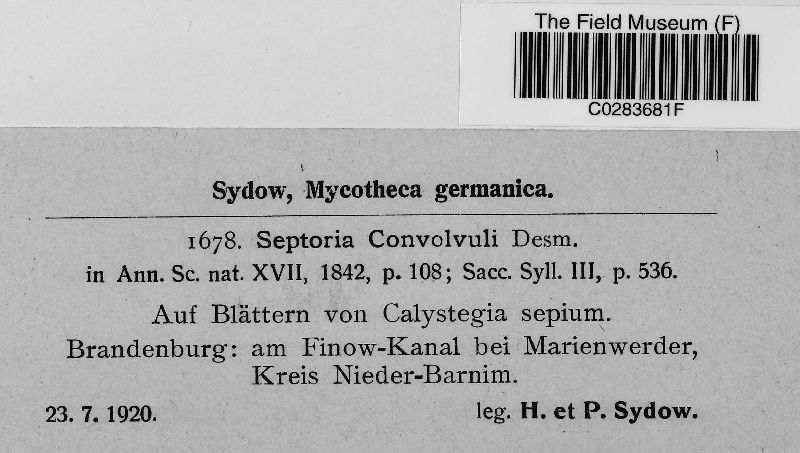 The Field Museum (F)
C0283681F
Sydow, Mycotheca germanica.
1678. Septoria Convolvuli Desm.
in Ann. Sc. nat. XVII, 1842, p. 108; Sacc. Syll. III, p. 536.
Auf Blättern von Calystegia sepium.
Brandenburg: am Finow-Kanal bei Marienwerder,
Kreis Nieder-Barnim.
23. 7. 1920. leg. H. et P. Sydow.